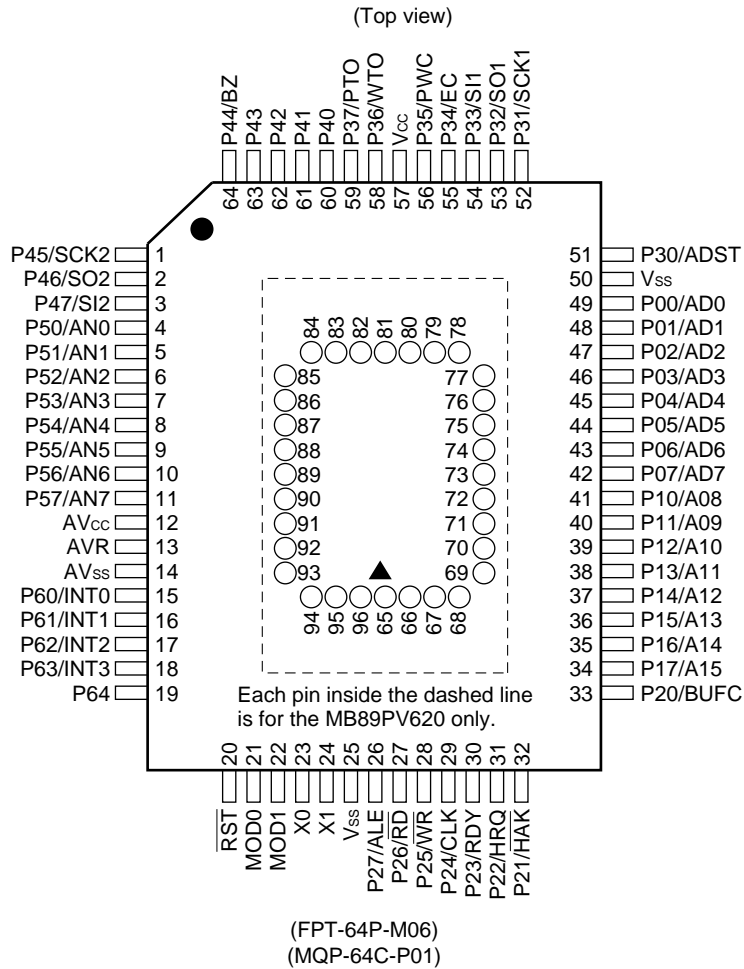 (Top view)
P44/BZ
P43
P42
P41
P40
P37/PTO
P36/WTO
Vcc
P35/PWC
P34/EC
P33/SI1
P32/SO1
P31/SCK1
64
63
62
61
60
59
58
57
56
55
54
53
52
P45/SCK2 1
P46/SO2 2
P47/SI2 3
P50/AN0 4
P51/AN1 5
P52/AN2 6
P53/AN3 7
P54/AN4 8
P55/AN5 9
P56/AN6 10
P57/AN7 11
AVcc 12
AVR 13
AVss 14
P60/INT0 15
P61/INT1 16
P62/INT2 17
P63/INT3 18
P64 19
84
83
82
81
80
79
78
85
86
87
88
89
90
91
92
93
77
76
75
74
73
72
71
70
69
94
95
96
65
66
67
68
Each pin inside the dashed line
is for the MB89PV620 only.
51 P30/ADST
50 Vss
49 P00/AD0
48 P01/AD1
47 P02/AD2
46 P03/AD3
45 P04/AD4
44 P05/AD5
43 P06/AD6
42 P07/AD7
41 P10/A08
40 P11/A09
39 P12/A10
38 P13/A11
37 P14/A12
36 P15/A13
35 P16/A14
34 P17/A15
33 P20/BUFC
20
21
22
23
24
25
26
27
28
29
30
31
32
RST
MOD0
MOD1
X0
X1
Vss
P27/ALE
P26/RD
P25/WR
P24/CLK
P23/RDY
P22/HRQ
P21/HAK
(FPT-64P-M06)
(MQP-64C-P01)